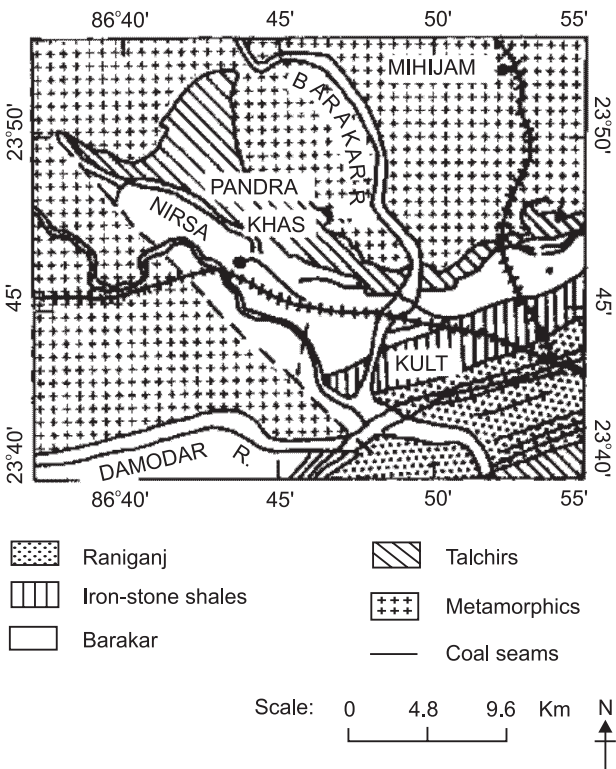 86°40' 45' 50' 55'
MIHIJAM
BARAKAR R
23°50' 23°50'
PANDRA
NIRSA KHAS
45' 45'
KULT
23°40' 23°40'
DAMODAR R.
86°40' 45' 50' 55'
Raniganj Talchirs
Iron-stone shales Metamorphics
Barakar Coal seams
Scale: 0 4.8 9.6 Km N